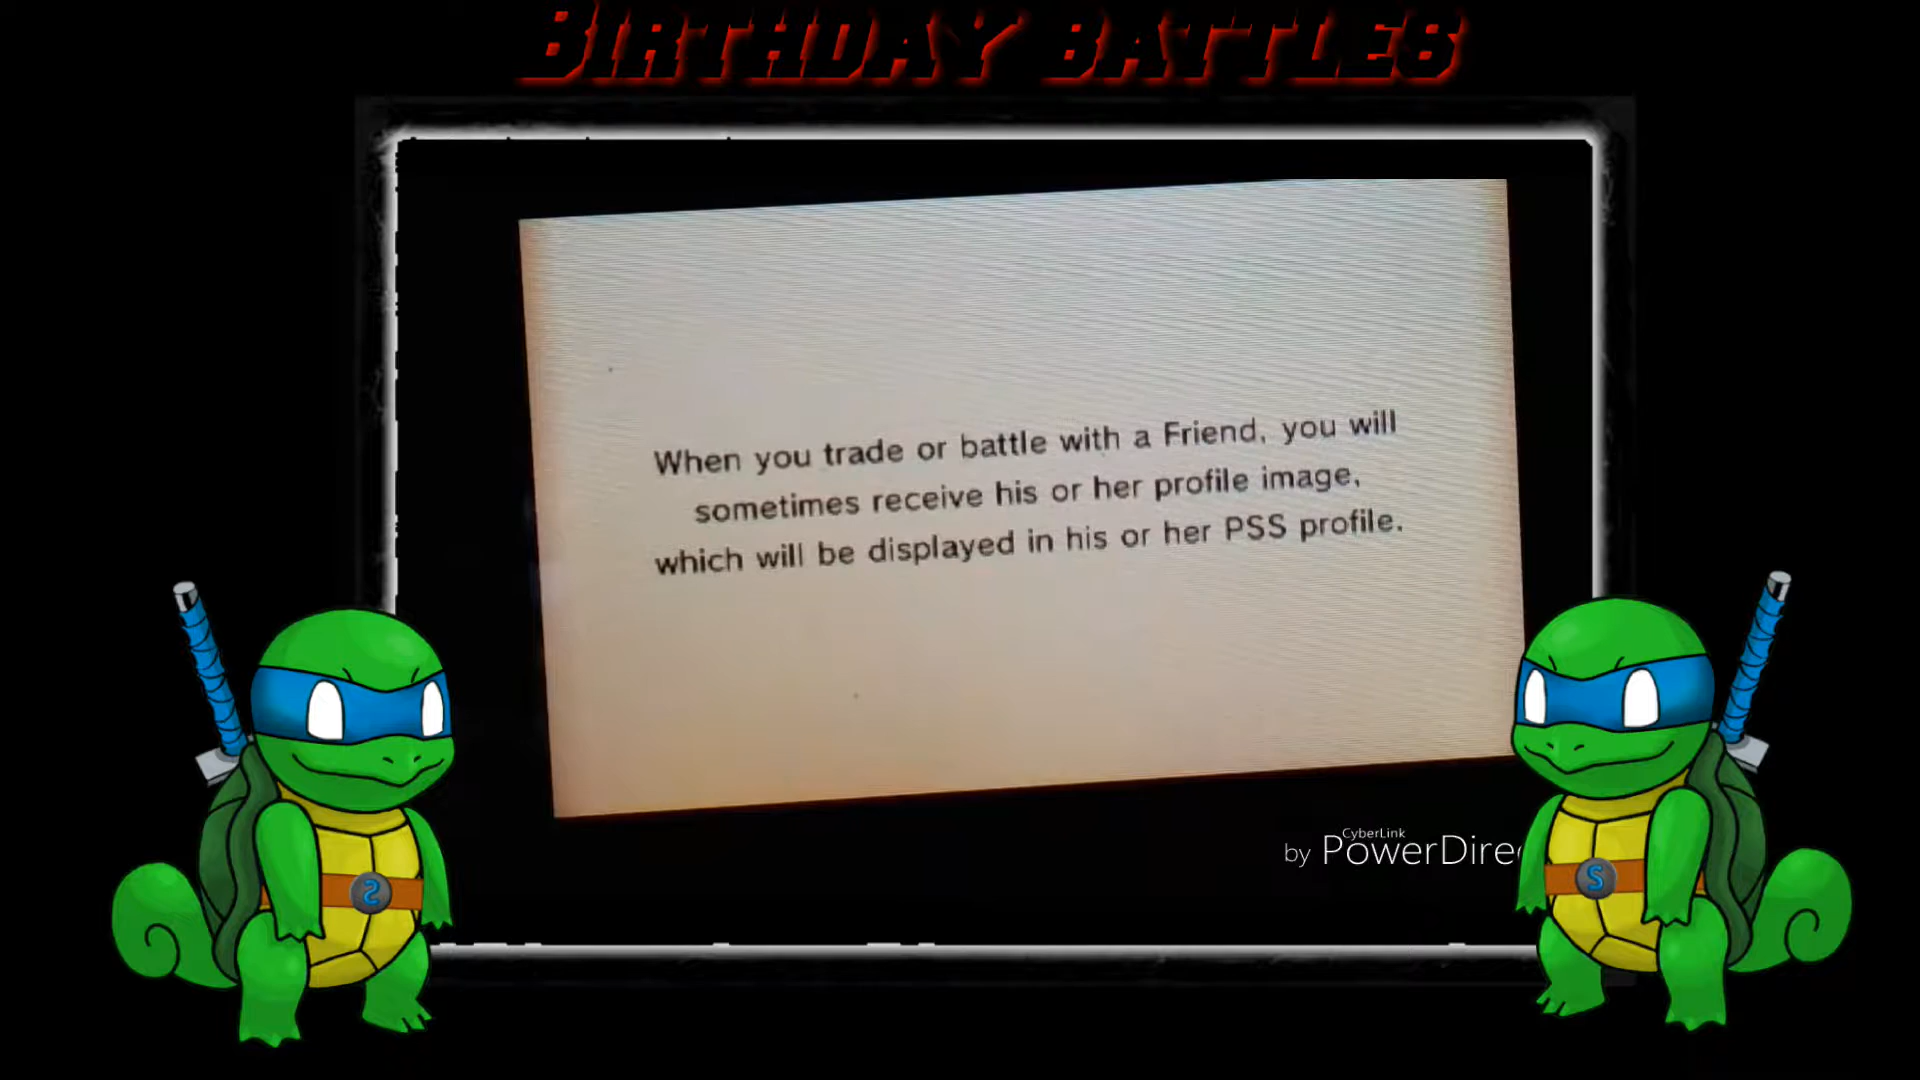 BIRTHDAY BATTLES
When you trade or battle with a Friend, you will
sometimes receive his or her profile image,
which will be displayed in his or her PSS profile.
CyberLink
by PowerDirec
S
S